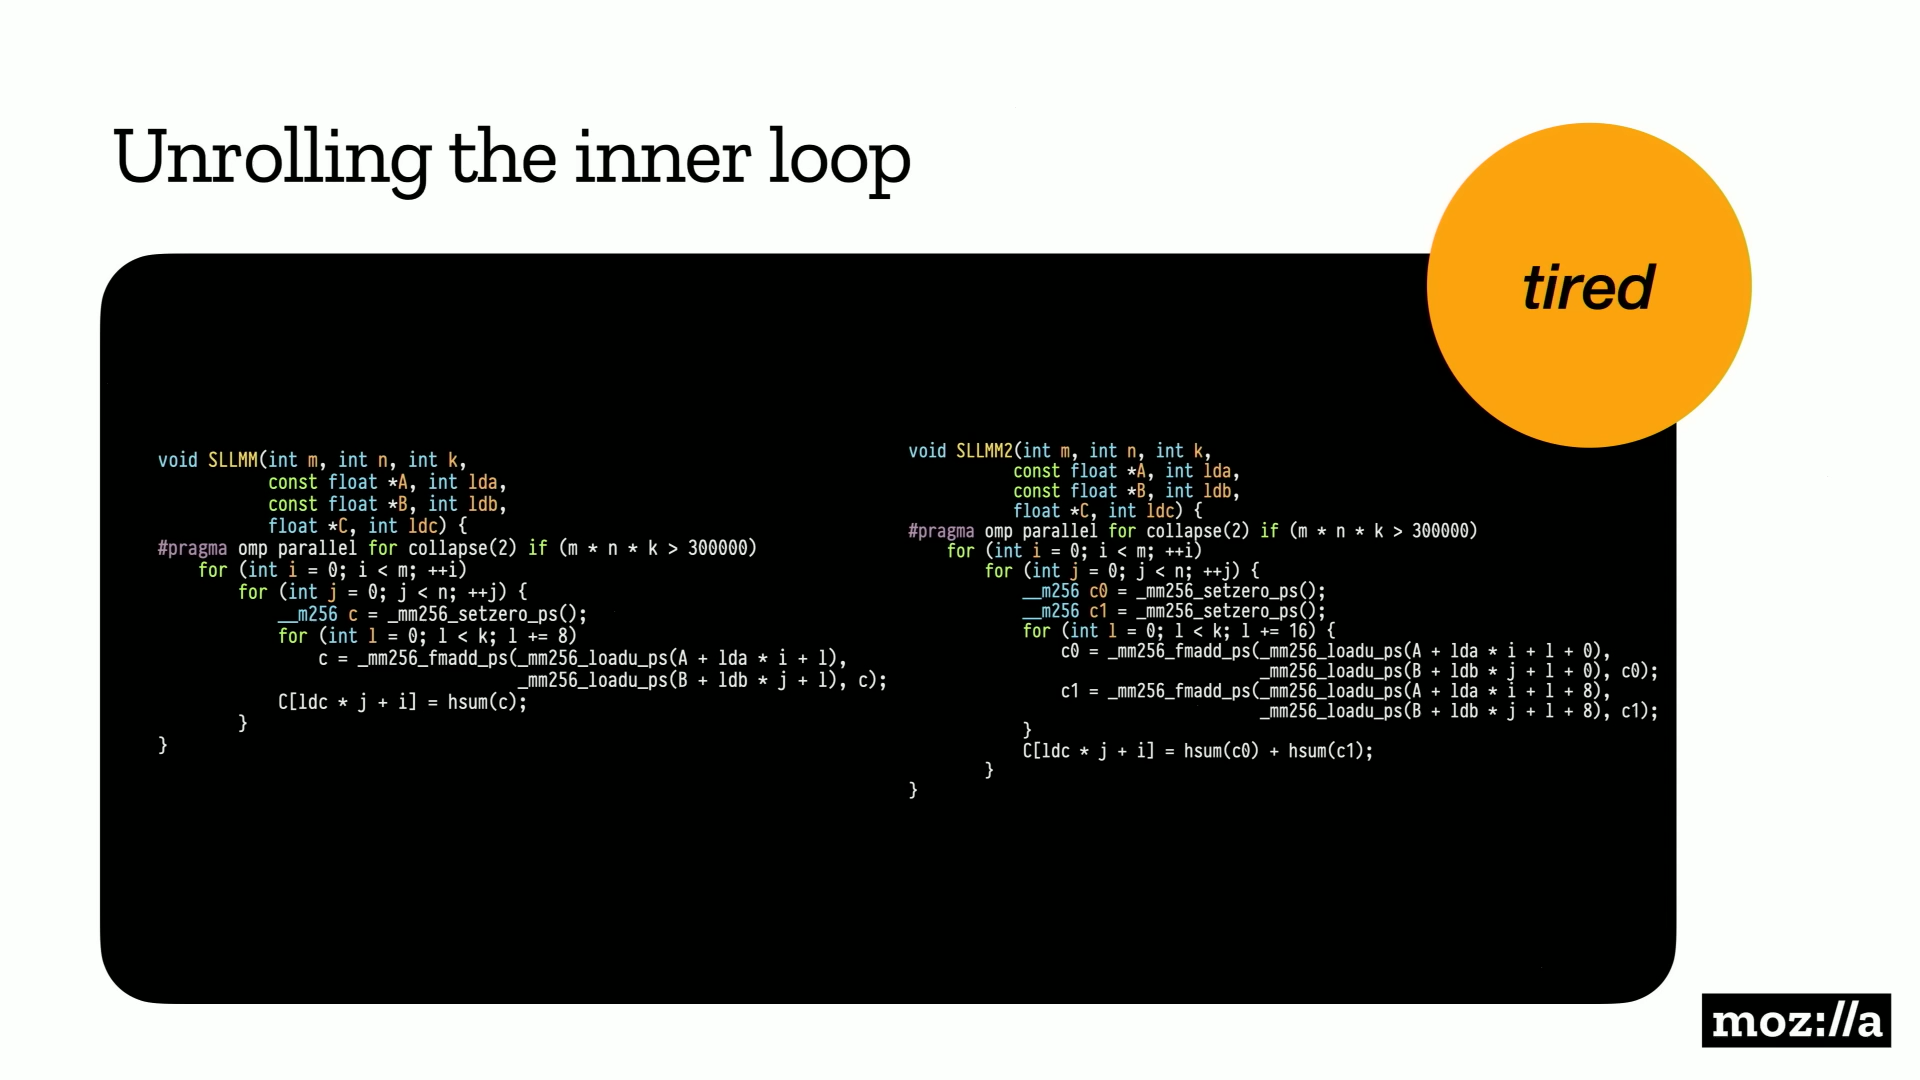 Unrolling the inner loop
tired
void SLLMM(int m, int n, int k,
           const float *A, int lda,
           const float *B, int ldb,
           float *C, int ldc) {
#pragma omp parallel for collapse(2) if (m * n * k > 300000)
    for (int i = 0; i < m; ++i)
        for (int j = 0; j < n; ++j) {
            __m256 c = _mm256_setzero_ps();
            for (int l = 0; l < k; l += 8)
                c = _mm256_fmadd_ps(_mm256_loadu_ps(A + lda * i + l),
                                    _mm256_loadu_ps(B + ldb * j + l), c);
            C[ldc * j + i] = hsum(c);
        }
}
void SLLMM2(int m, int n, int k,
           const float *A, int lda,
           const float *B, int ldb,
           float *C, int ldc) {
#pragma omp parallel for collapse(2) if (m * n * k > 300000)
    for (int i = 0; i < m; ++i)
        for (int j = 0; j < n; ++j) {
            __m256 c0 = _mm256_setzero_ps();
            __m256 c1 = _mm256_setzero_ps();
            for (int l = 0; l < k; l += 16) {
                c0 = _mm256_fmadd_ps(_mm256_loadu_ps(A + lda * i + l + 0),
                                     _mm256_loadu_ps(B + ldb * j + l + 0), c0);
                c1 = _mm256_fmadd_ps(_mm256_loadu_ps(A + lda * i + l + 8),
                                     _mm256_loadu_ps(B + ldb * j + l + 8), c1);
            }
            C[ldc * j + i] = hsum(c0) + hsum(c1);
        }
}
moz://a